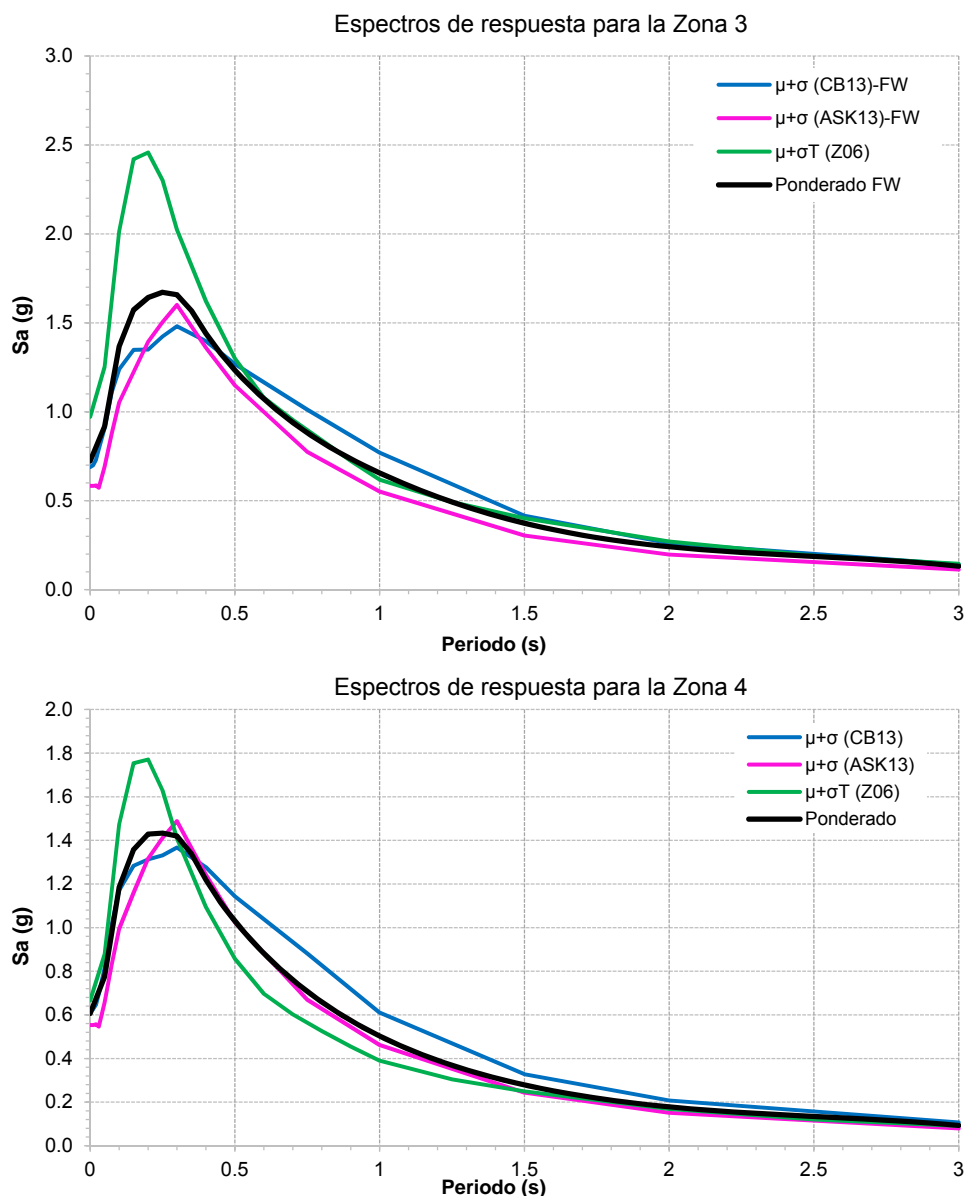 Espectros de respuesta para la Zona 3
3.0
2.5
2.0
1.5
1.0
0.5
0.0
Sa (g)
μ+σ (CB13)-FW
μ+σ (ASK13)-FW
μ+σT (Z06)
Ponderado FW
0
0.5
1
1.5
2
2.5
3
Periodo (s)
Espectros de respuesta para la Zona 4
2.0
1.8
1.6
1.4
1.2
1.0
0.8
0.6
0.4
0.2
0.0
Sa (g)
μ+σ (CB13)
μ+σ (ASK13)
μ+σT (Z06)
Ponderado
0
0.5
1
1.5
2
2.5
3
Periodo (s)